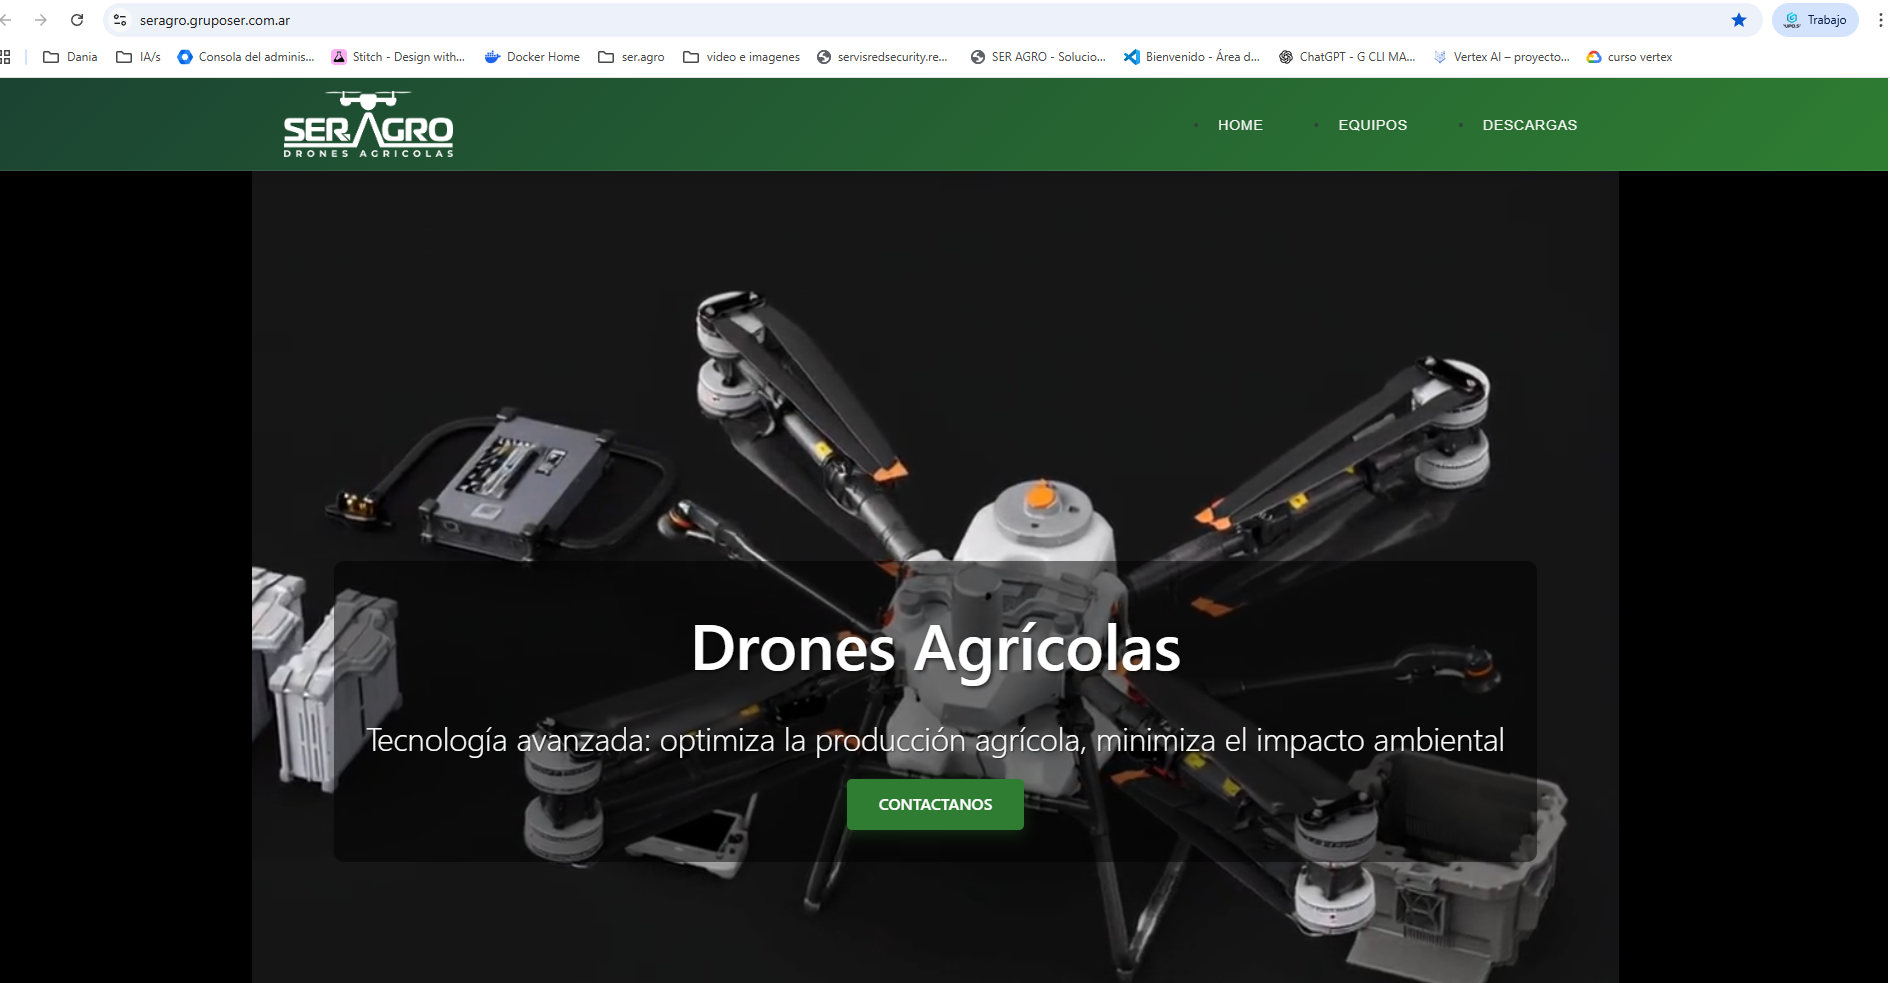 seragro.gruposer.com.ar
Trabajo
Dania
IA/s
Consola del adminis...
Stitch - Design with...
Docker Home
ser.agro
video e imagenes
servisredsecurity.re...
SER AGRO - Solucio...
Bienvenido - Área d...
ChatGPT - G CLI MA...
Vertex AI – proyecto...
curso vertex
SER AGRO
DRONES AGRICOLAS
HOME
EQUIPOS
DESCARGAS
Drones Agrícolas
Tecnología avanzada: optimiza la producción agrícola, minimiza el impacto ambiental
CONTACTANOS